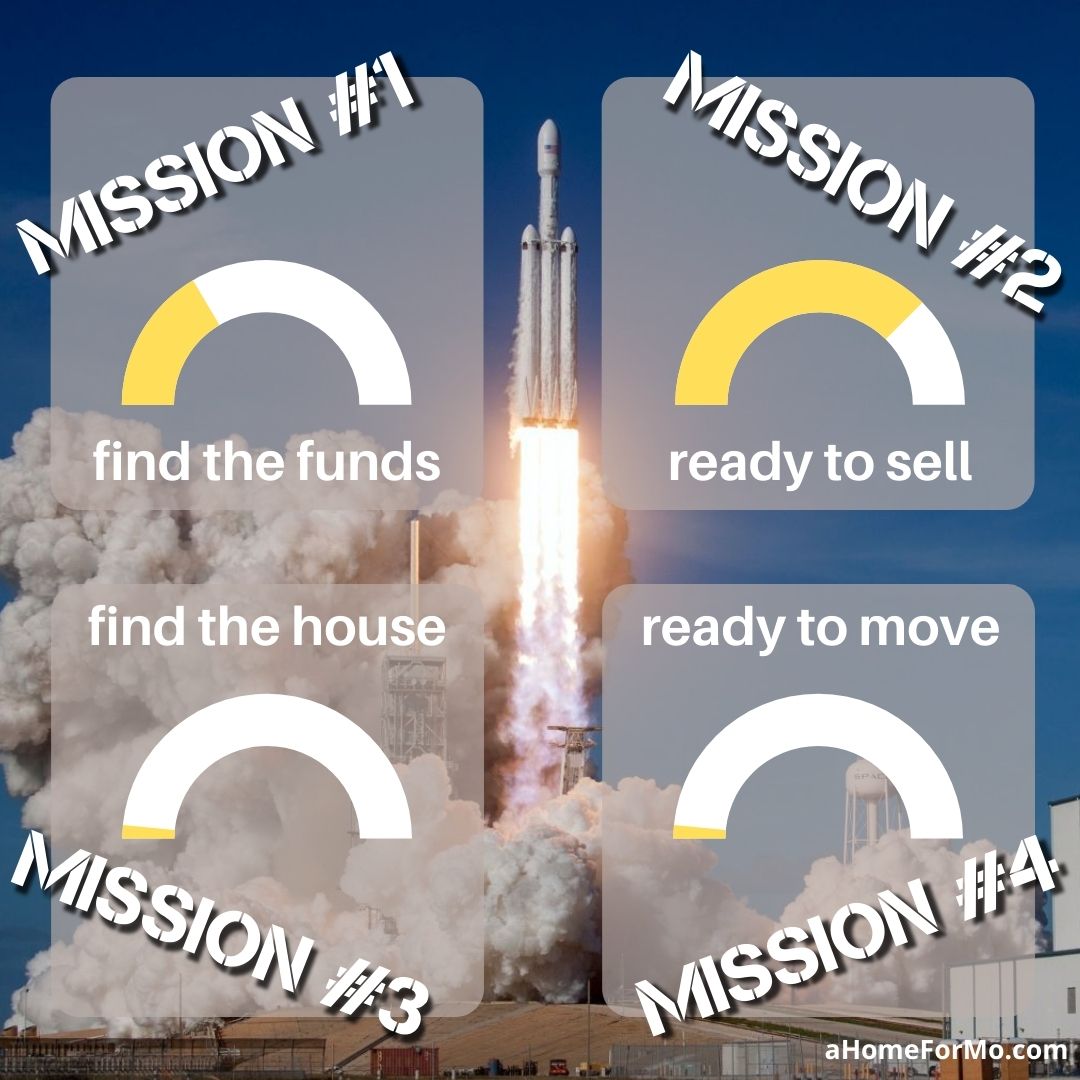 MISSION #1
find the funds
MISSION #2
ready to sell
find the house
MISSION #3
ready to move
SPAC
MISSION #4
aHomeForMo.com